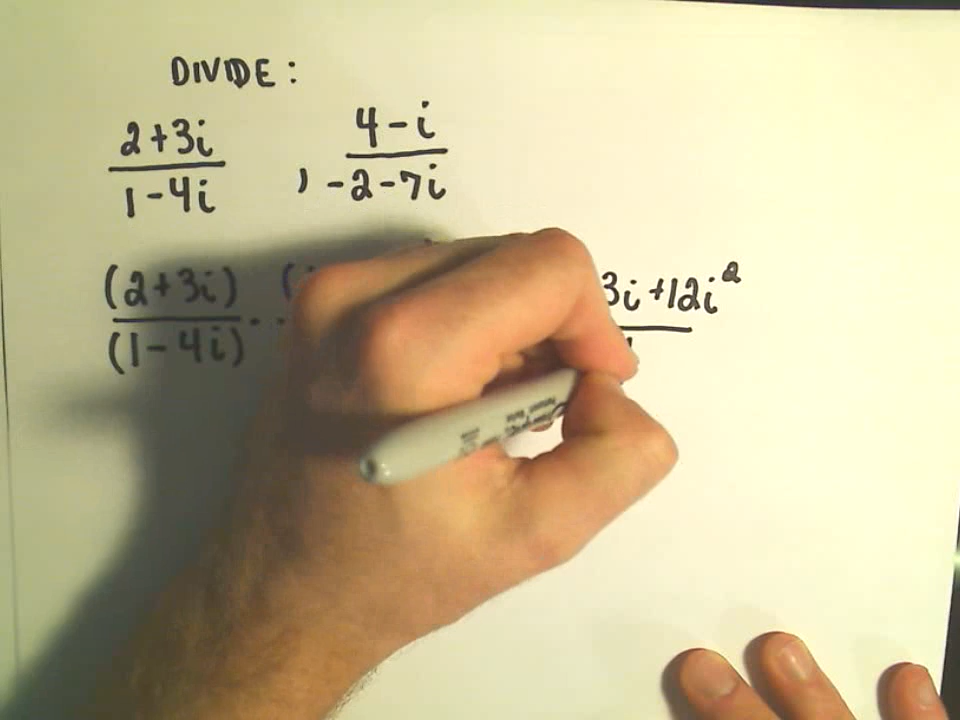 DIVIDE:
2+3i 4-i
1-4i , -2-7i
(2+3i) ( 3i+12i²
(1-4i) ·